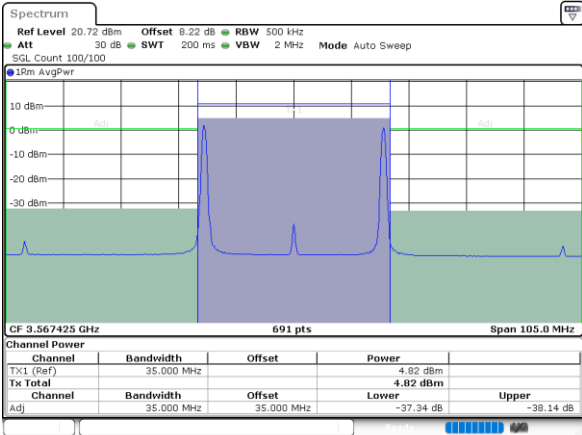 Spectrum
Ref Level 20.72 dBm Offset 8.22 dB RBW 500 kHz
Att 30 dB SWT 200 ms VBW 2 MHz Mode Auto Sweep
SGL Count 100/100
1Rm AvgPwr
10 dBm
TX1
0 dBm
Adj
Adj
-10 dBm
-20 dBm
-30 dBm
CF 3.567425 GHz 691 pts Span 105.0 MHz
Channel Power
Channel Bandwidth Offset Power
TX1 (Ref) 35.000 MHz 4.82 dBm
Tx Total 4.82 dBm
Channel Bandwidth Offset Lower Upper
Adj 35.000 MHz 35.000 MHz -37.34 dB -38.14 dB
Ready